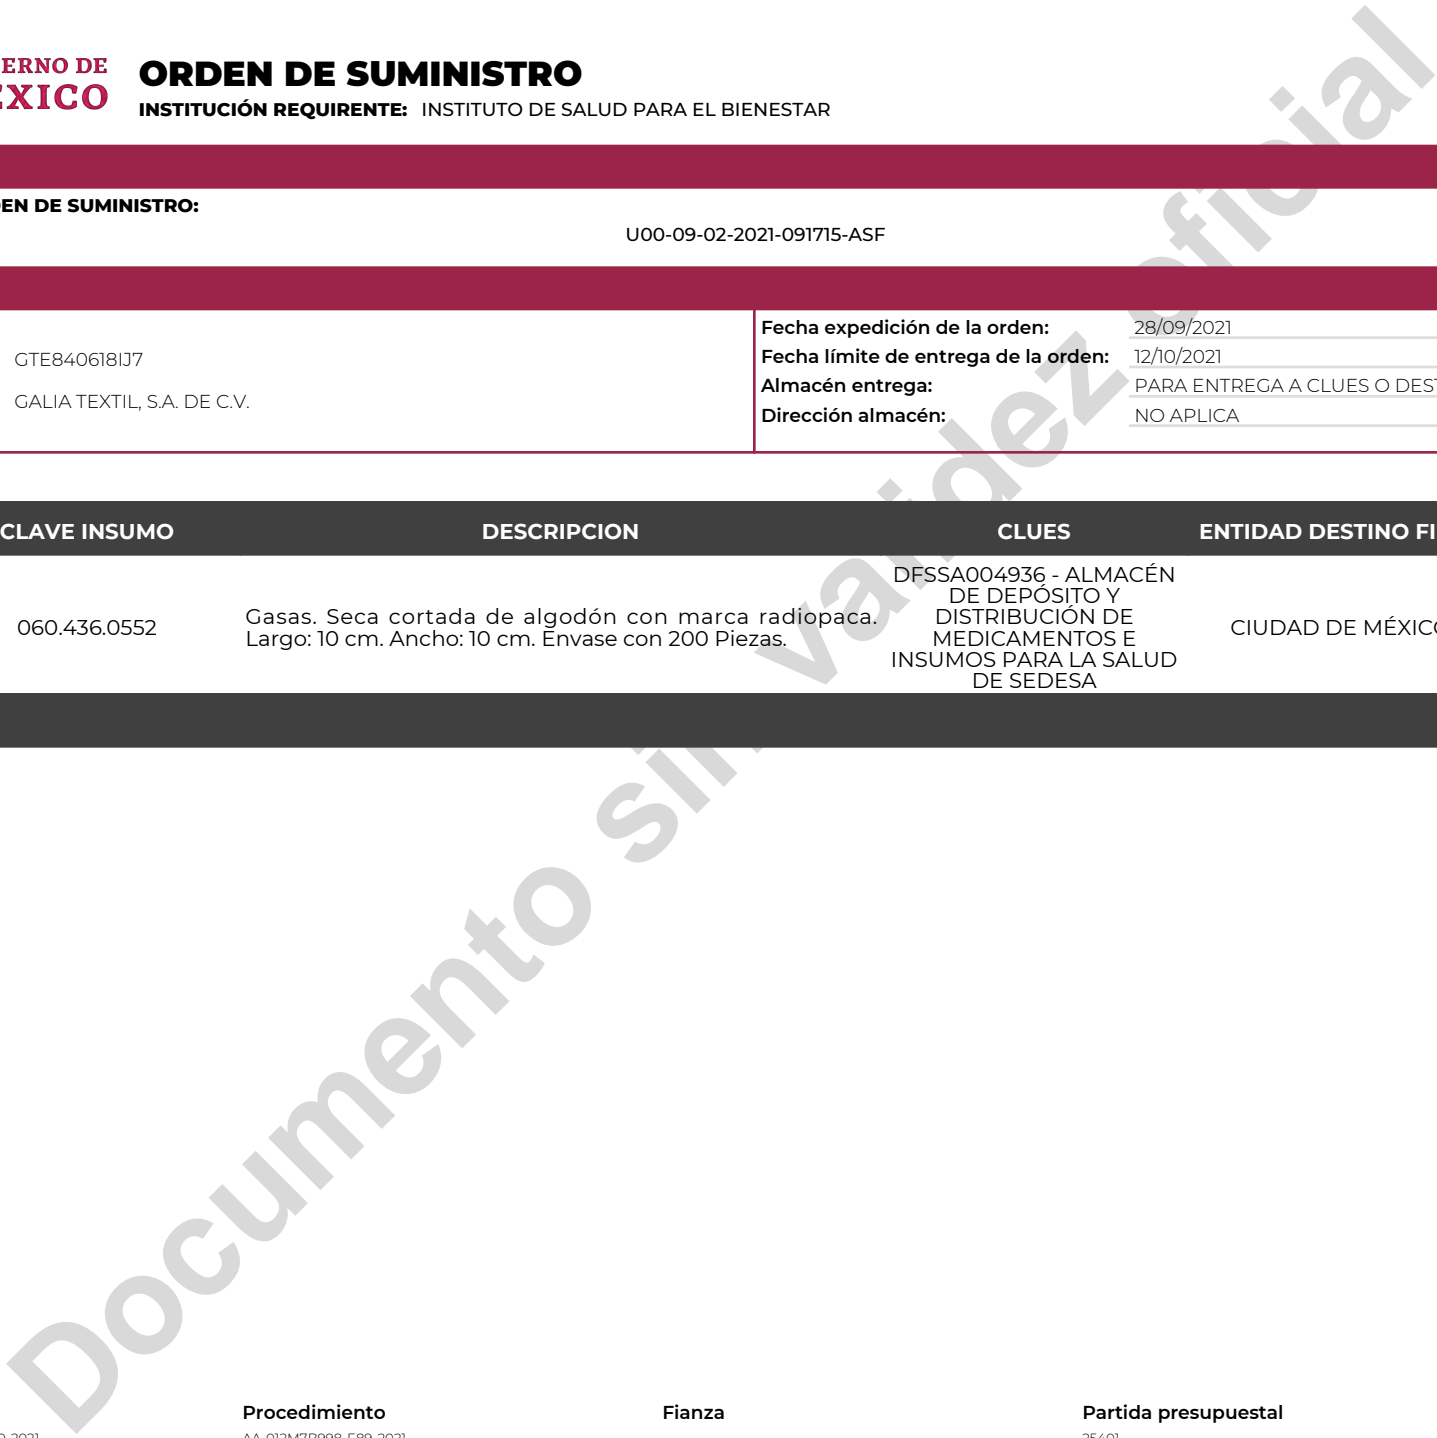 ERNO DE
ÉXICO
ORDEN DE SUMINISTRO
INSTITUCIÓN REQUIRENTE: INSTITUTO DE SALUD PARA EL BIENESTAR
EN DE SUMINISTRO:
U00-09-02-2021-091715-ASF
GTE840618IJ7
GALIA TEXTIL, S.A. DE C.V.
Fecha expedición de la orden: 28/09/2021
Fecha límite de entrega de la orden: 12/10/2021
Almacén entrega: PARA ENTREGA A CLUES O DEST
Dirección almacén: NO APLICA
CLAVE INSUMO DESCRIPCION CLUES ENTIDAD DESTINO FI
060.436.0552
Gasas. Seca cortada de algodón con marca radiopaca.
Largo: 10 cm. Ancho: 10 cm. Envase con 200 Piezas.
DFSSA004936 - ALMACÉN
DE DEPÓSITO Y
DISTRIBUCIÓN DE
MEDICAMENTOS E
INSUMOS PARA LA SALUD
DE SEDESA
CIUDAD DE MÉXICO
Documento sin validez oficial
Procedimiento Fianza Partida presupuestal